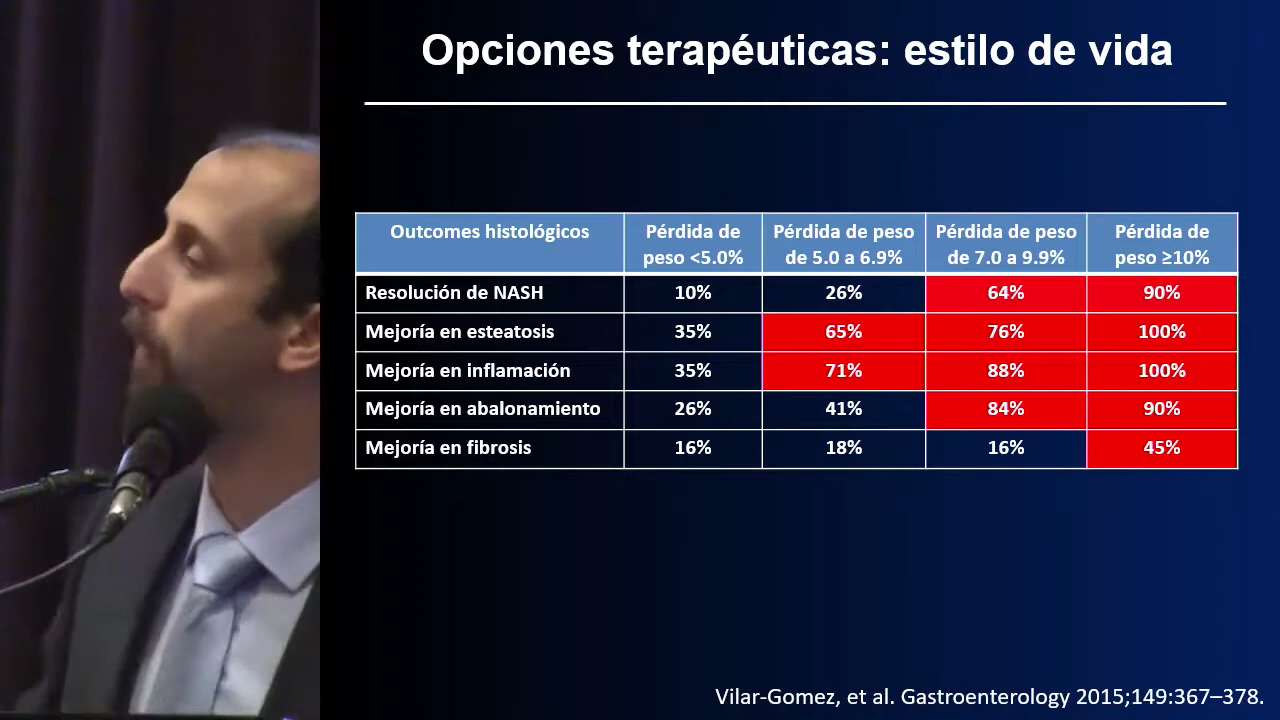 Opciones terapéuticas: estilo de vida
Outcomes histológicos | Pérdida de peso <5.0% | Pérdida de peso de 5.0 a 6.9% | Pérdida de peso de 7.0 a 9.9% | Pérdida de peso ≥10%
Resolución de NASH | 10% | 26% | 64% | 90%
Mejoría en esteatosis | 35% | 65% | 76% | 100%
Mejoría en inflamación | 35% | 71% | 88% | 100%
Mejoría en abalonamiento | 26% | 41% | 84% | 90%
Mejoría en fibrosis | 16% | 18% | 16% | 45%
Vilar-Gomez, et al. Gastroenterology 2015;149:367–378.